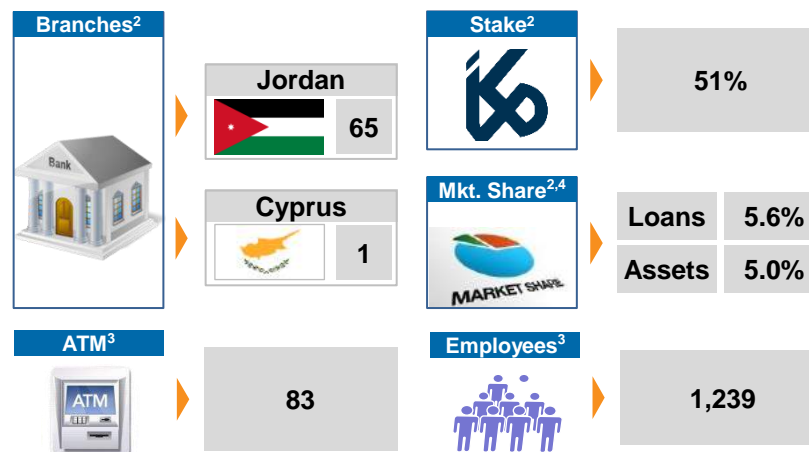 Branches²
Bank
Jordan
65
Cyprus
1
Stake²
51%
Mkt. Share²,⁴
MARKET SHARE
Loans 5.6%
Assets 5.0%
ATM³
ATM
83
Employees³
1,239